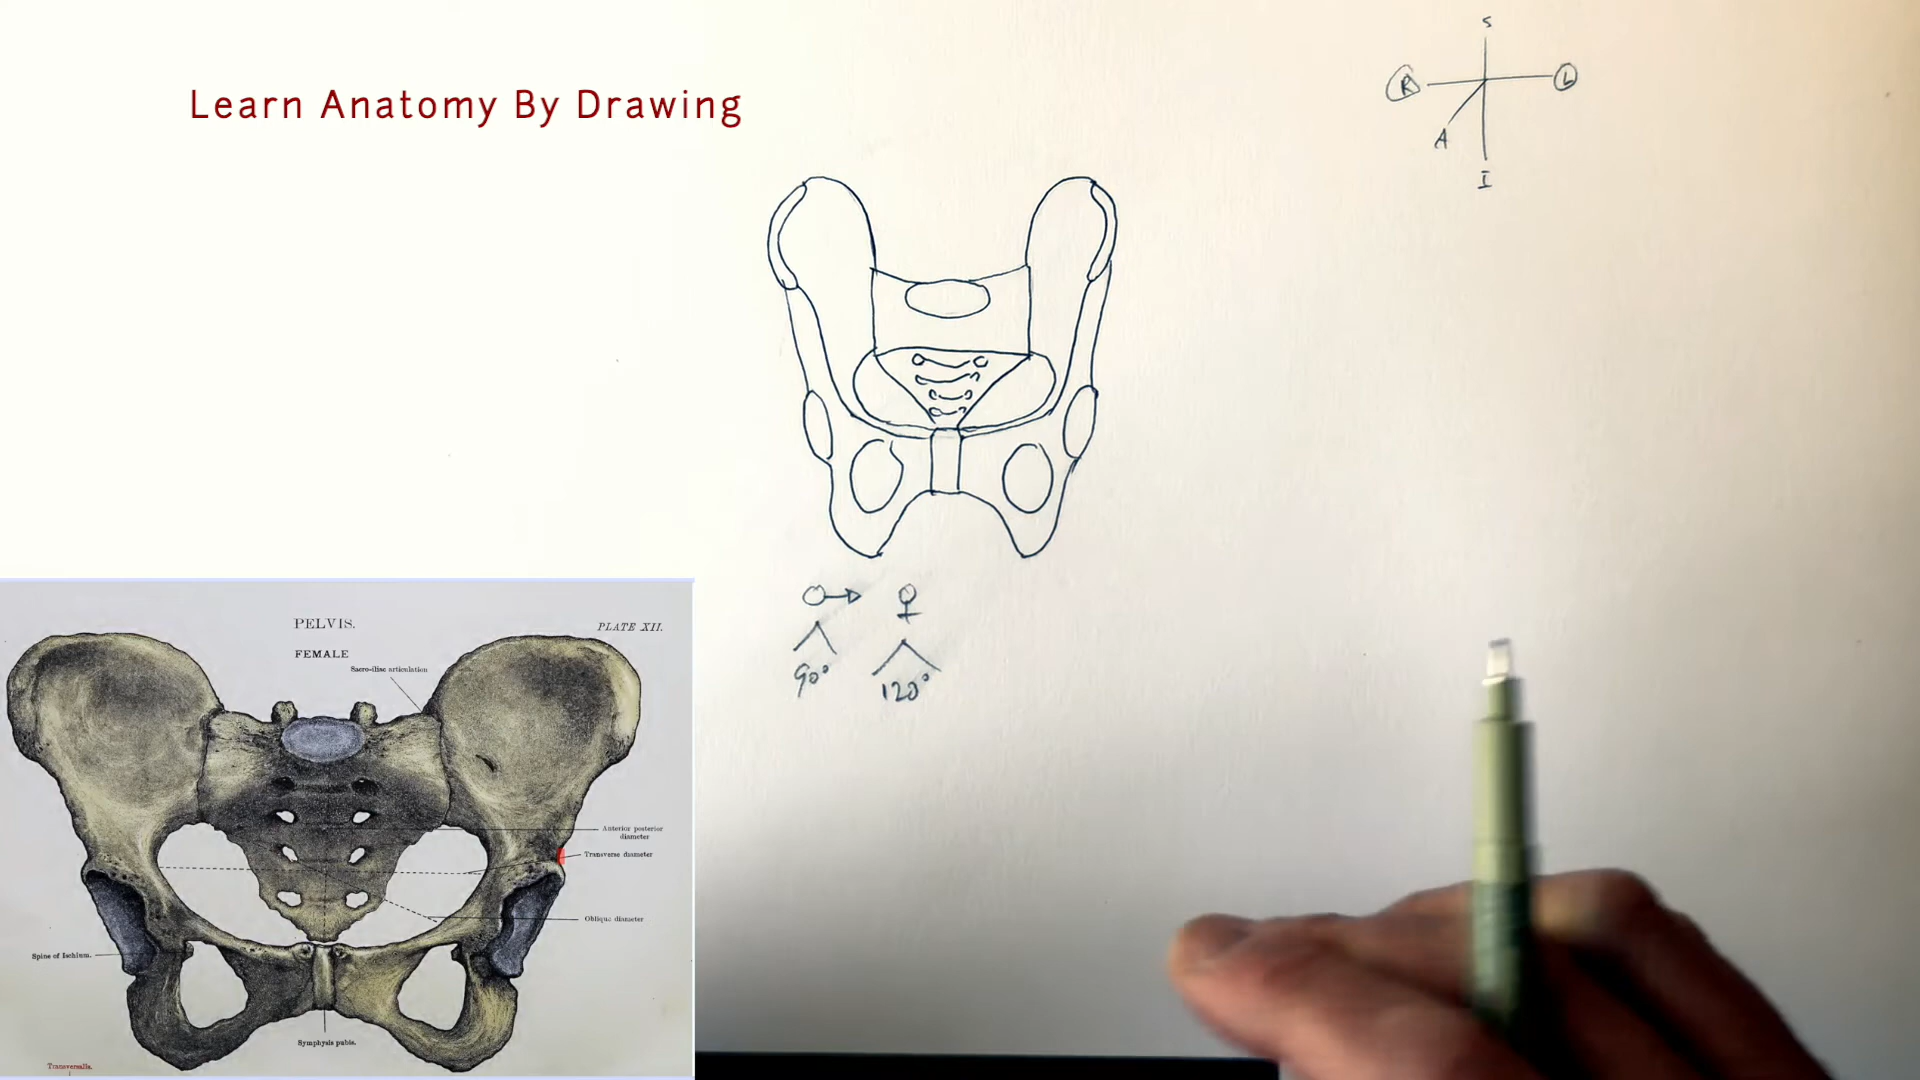 Learn Anatomy By Drawing
S
R
L
A
I
90°
120°
PELVIS.
PLATE XII.
FEMALE
Sacro-iliac articulation
Anterior posterior
diameter
Transverse diameter
Oblique diameter
Spine of Ischium.
Symphysis pubis.
Transversalis.